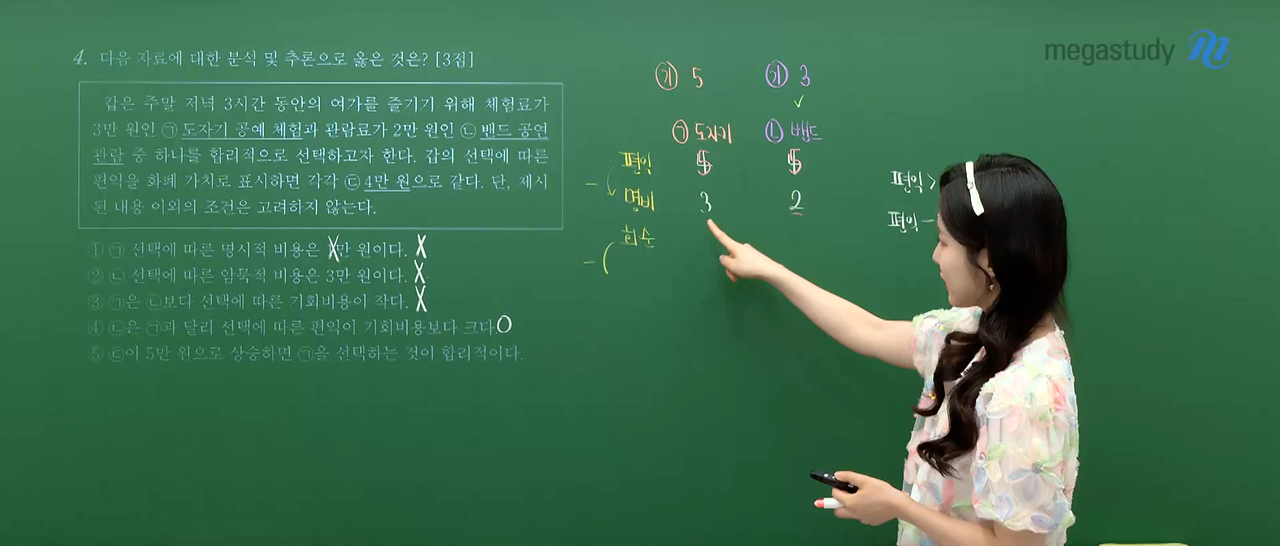 megastudy
4. 다음 자료에 대한 분석 및 추론으로 옳은 것은? [3점]
갑은 주말 저녁 3시간 동안의 여가를 즐기기 위해 체험료가
3만 원인 ㉠ 도자기 공예 체험과 관람료가 2만 원인 ㉡ 밴드 공연
관람 중 하나를 합리적으로 선택하고자 한다. 갑의 선택에 따른
편익을 화폐 가치로 표시하면 각각 ㉢ 4만 원으로 같다. 단, 제시
된 내용 이외의 조건은 고려하지 않는다.
① ㉠ 선택에 따른 명시적 비용은 만 원이다. X
② ㉡ 선택에 따른 암묵적 비용은 3만 원이다. X
③ ㉠은 ㉡보다 선택에 따른 기회비용이 작다. X
④ ㉡은 ㉠과 달리 선택에 따른 편익이 기회비용보다 크다. O
⑤ ㉢이 5만 원으로 상승하면 ㉠을 선택하는 것이 합리적이다.
㉠ 도자기 ㉡ 밴드
편익 5 5
- 명비 3 2
순
-
5 3
편익 >
편익 -